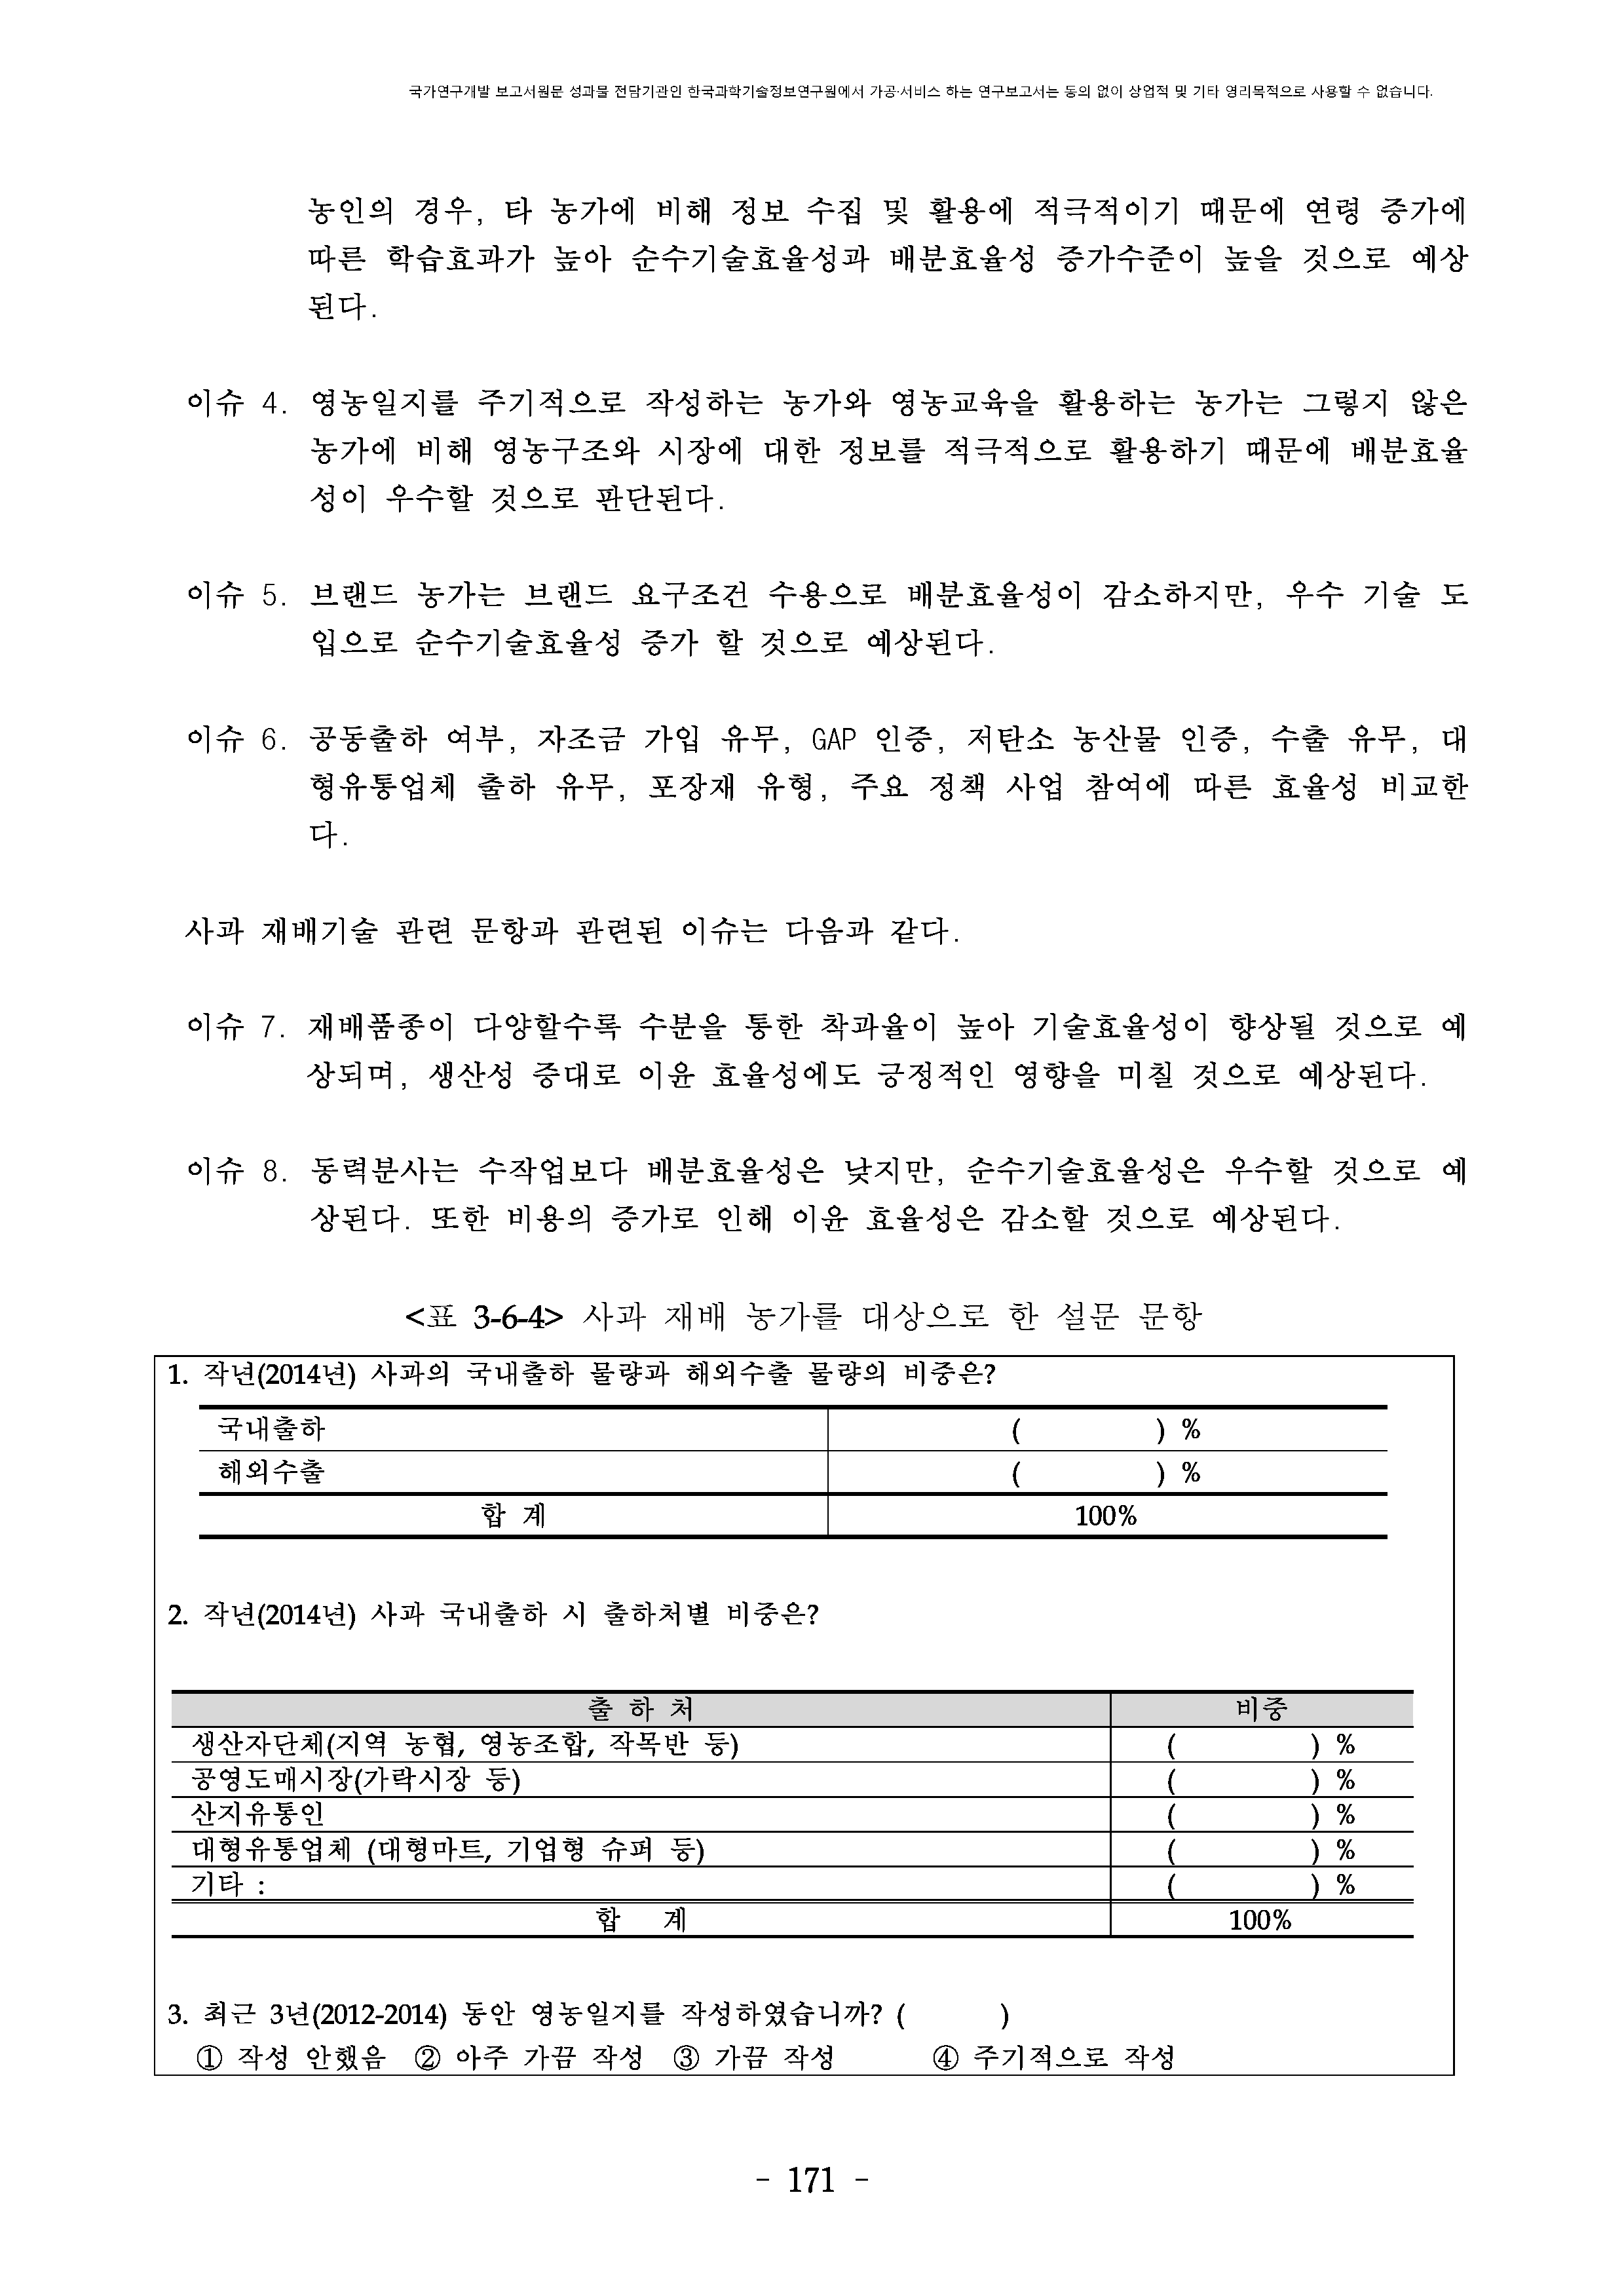 국가연구개발 보고서원문 성과물 전담기관인 한국과학기술정보연구원에서 가공·서비스 하는 연구보고서는 동의 없이 상업적 및 기타 영리목적으로 사용할 수 없습니다.
농인의 경우, 타 농가에 비해 정보 수집 및 활용에 적극적이기 때문에 연령 증가에
따른 학습효과가 높아 순수기술효율성과 배분효율성 증가수준이 높을 것으로 예상
된다.
이슈 4. 영농일지를 주기적으로 작성하는 농가와 영농교육을 활용하는 농가는 그렇지 않은
농가에 비해 영농구조와 시장에 대한 정보를 적극적으로 활용하기 때문에 배분효율
성이 우수할 것으로 판단된다.
이슈 5. 브랜드 농가는 브랜드 요구조건 수용으로 배분효율성이 감소하지만, 우수 기술 도
입으로 순수기술효율성 증가 할 것으로 예상된다.
이슈 6. 공동출하 여부, 자조금 가입 유무, GAP 인증, 저탄소 농산물 인증, 수출 유무, 대
형유통업체 출하 유무, 포장재 유형, 주요 정책 사업 참여에 따른 효율성 비교한
다.
사과 재배기술 관련 문항과 관련된 이슈는 다음과 같다.
이슈 7. 재배품종이 다양할수록 수분을 통한 착과율이 높아 기술효율성이 향상될 것으로 예
상되며, 생산성 증대로 이윤 효율성에도 긍정적인 영향을 미칠 것으로 예상된다.
이슈 8. 동력분사는 수작업보다 배분효율성은 낮지만, 순수기술효율성은 우수할 것으로 예
상된다. 또한 비용의 증가로 인해 이윤 효율성은 감소할 것으로 예상된다.
<표 3-6-4> 사과 재배 농가를 대상으로 한 설문 문항
1. 작년(2014년) 사과의 국내출하 물량과 해외수출 물량의 비중은?
국내출하 ( ) %
해외수출 ( ) %
합 계 100%
2. 작년(2014년) 사과 국내출하 시 출하처별 비중은?
출 하 처 비중
생산자단체(지역 농협, 영농조합, 작목반 등) ( ) %
공영도매시장(가락시장 등) ( ) %
산지유통인 ( ) %
대형유통업체 (대형마트, 기업형 슈퍼 등) ( ) %
기타 : ( ) %
합 계 100%
3. 최근 3년(2012-2014) 동안 영농일지를 작성하였습니까? ( )
① 작성 안했음 ② 아주 가끔 작성 ③ 가끔 작성 ④ 주기적으로 작성
- 171 -